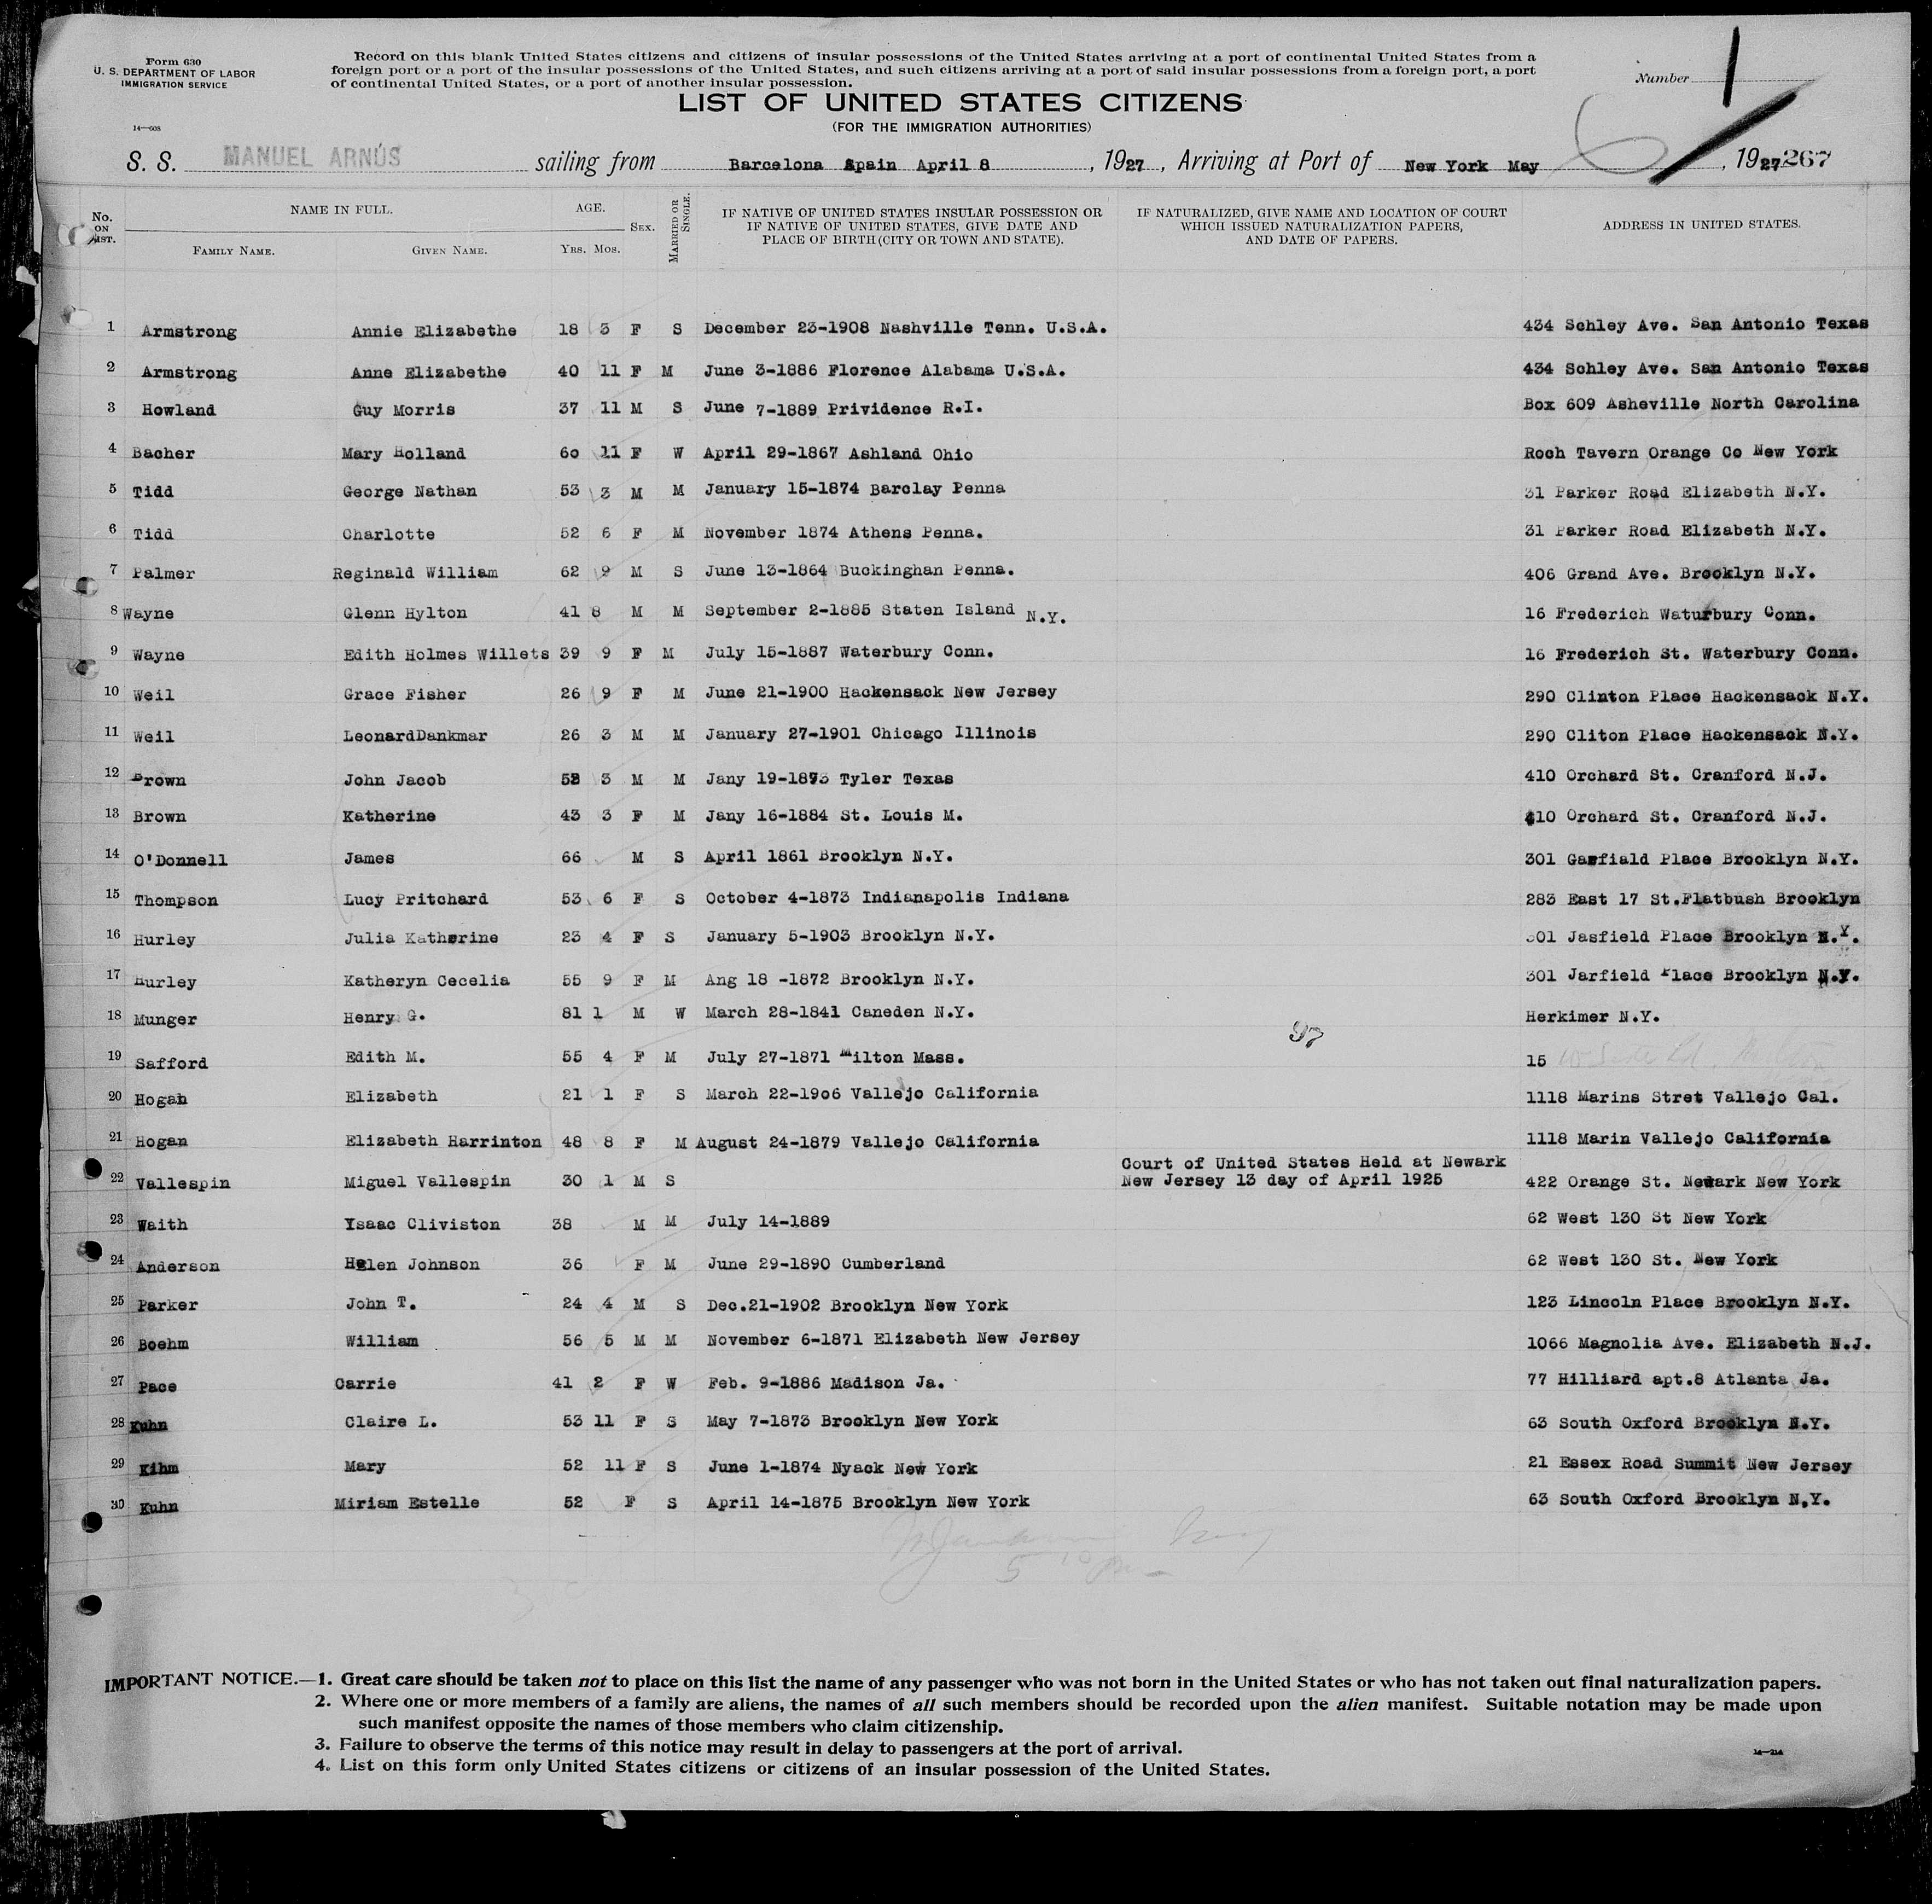 Form 630
U. S. DEPARTMENT OF LABOR
IMMIGRATION SERVICE
Record on this blank United States citizens and citizens of insular possessions of the United States arriving at a port of continental United States from a
foreign port or a port of the insular possessions of the United States, and such citizens arriving at a port of said insular possessions from a foreign port, a port
of continental United States, or a port of another insular possession.
Number 1
LIST OF UNITED STATES CITIZENS
(FOR THE IMMIGRATION AUTHORITIES)
14—608
S. S. MANUEL ARNÚS sailing from Barcelona Spain April 8, 1927, Arriving at Port of New York May 6, 1927 267
No. ON LIST. NAME IN FULL. AGE. SEX. MARRIED OR SINGLE. IF NATIVE OF UNITED STATES INSULAR POSSESSION OR IF NATIVE OF UNITED STATES, GIVE DATE AND PLACE OF BIRTH (CITY OR TOWN AND STATE). IF NATURALIZED, GIVE NAME AND LOCATION OF COURT WHICH ISSUED NATURALIZATION PAPERS, AND DATE OF PAPERS. ADDRESS IN UNITED STATES.
FAMILY NAME. GIVEN NAME. YRS. MOS.
1 Armstrong Annie Elizabethe 18 3 F S December 23-1908 Nashville Tenn. U.S.A. 434 Schley Ave. San Antonio Texas
2 Armstrong Anne Elizabethe 40 11 F M June 3-1886 Florence Alabama U.S.A. 434 Schley Ave. San Antonio Texas
3 Howland Guy Morris 37 11 M S June 7-1889 Prividence R.I. Box 609 Asheville North Carolina
4 Bacher Mary Holland 60 11 F W April 29-1867 Ashland Ohio Roch Tavern Orange Co New York
5 Tidd George Nathan 53 3 M M January 15-1874 Barclay Penna 31 Parker Road Elizabeth N.Y.
6 Tidd Charlotte 52 6 F M November 1874 Athens Penna. 31 Parker Road Elizabeth N.Y.
7 Palmer Reginald William 62 9 M S June 13-1864 Buckinghan Penna. 406 Grand Ave. Brooklyn N.Y.
8 Wayne Glenn Hylton 41 8 M M September 2-1885 Staten Island N.Y. 16 Frederich Waturbury Conn.
9 Wayne Edith Holmes Willets 39 9 F M July 15-1887 Waterbury Conn. 16 Frederich St. Waterbury Conn.
10 Weil Grace Fisher 26 9 F M June 21-1900 Hackensack New Jersey 290 Clinton Place Hackensack N.Y.
11 Weil LeonardDankmar 26 3 M M January 27-1901 Chicago Illinois 290 Cliton Place Hackensack N.Y.
12 Brown John Jacob 53 3 M M Jany 19-1873 Tyler Texas 410 Orchard St. Cranford N.J.
13 Brown Katherine 43 3 F M Jany 16-1884 St. Louis M. 410 Orchard St. Cranford N.J.
14 O'Donnell James 66 M S April 1861 Brooklyn N.Y. 301 Garfiald Place Brooklyn N.Y.
15 Thompson Lucy Pritchard 53 6 F S October 4-1873 Indianapolis Indiana 283 East 17 St.Flatbush Brooklyn
16 Hurley Julia Katherine 23 4 F S January 5-1903 Brooklyn N.Y. 301 Jasfield Place Brooklyn N.Y.
17 Hurley Katheryn Cecelia 55 9 F M Ang 18 -1872 Brooklyn N.Y. 301 Jarfield Place Brooklyn N.Y.
18 Munger Henry G. 81 1 M W March 28-1841 Caneden N.Y. Herkimer N.Y.
19 Safford Edith M. 55 4 F M July 27-1871 Milton Mass. 15
20 Hogan Elizabeth 21 1 F S March 22-1906 Vallejo California 1118 Marins Stret Vallejo Cal.
21 Hogan Elizabeth Harrinton 48 8 F M August 24-1879 Vallejo California 1118 Marin Vallejo California
22 Vallespin Miguel Vallespin 30 1 M S Court of United States Held at Newark New Jersey 13 day of April 1925 422 Orange St. Newark New York
23 Waith Ysaac Cliviston 38 M M July 14-1889 62 West 130 St New York
24 Anderson Helen Johnson 36 F M June 29-1890 Cumberland 62 West 130 St. New York
25 Parker John T. 24 4 M S Dec.21-1902 Brooklyn New York 123 Lincoln Place Brooklyn N.Y.
26 Boehm William 56 5 M M November 6-1871 Elizabeth New Jersey 1066 Magnolia Ave. Elizabeth N.J.
27 Pace Carrie 41 2 F W Feb. 9-1886 Madison Ja. 77 Hilliard apt.8 Atlanta Ja.
28 Kuhn Claire L. 53 11 F S May 7-1873 Brooklyn New York 63 South Oxford Brooklyn N.Y.
29 Kihm Mary 52 11 F S June 1-1874 Nyack New York 21 Essex Road Summit New Jersey
30 Kuhn Miriam Estelle 52 F S April 14-1875 Brooklyn New York 63 South Oxford Brooklyn N.Y.
IMPORTANT NOTICE.—1. Great care should be taken not to place on this list the name of any passenger who was not born in the United States or who has not taken out final naturalization papers.
2. Where one or more members of a family are aliens, the names of all such members should be recorded upon the alien manifest. Suitable notation may be made upon
such manifest opposite the names of those members who claim citizenship.
3. Failure to observe the terms of this notice may result in delay to passengers at the port of arrival.
4. List on this form only United States citizens or citizens of an insular possession of the United States.
14—214